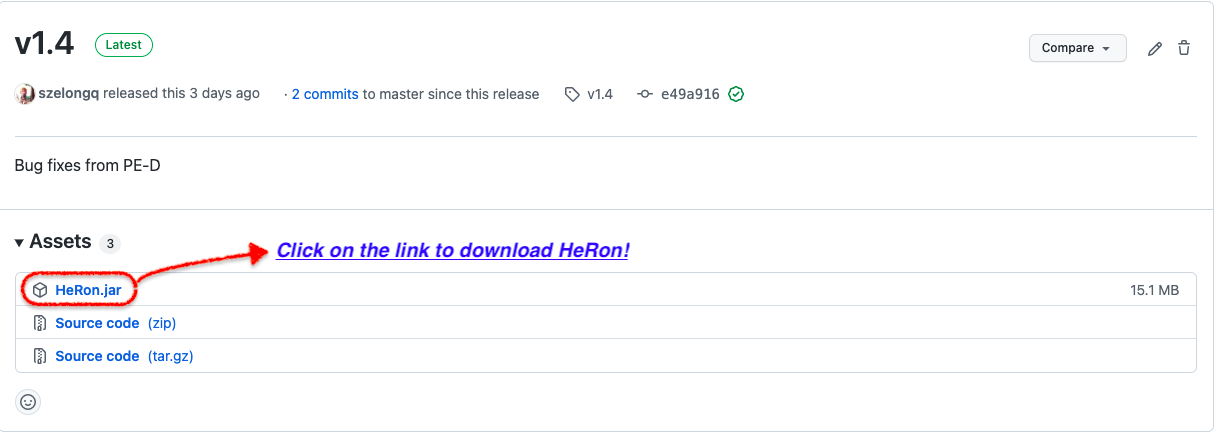 v1.4 Latest Compare
szelongq released this 3 days ago · 2 commits to master since this release v1.4 e49a916
Bug fixes from PE-D
Assets 3
Click on the link to download HeRon!
HeRon.jar 15.1 MB
Source code (zip)
Source code (tar.gz)